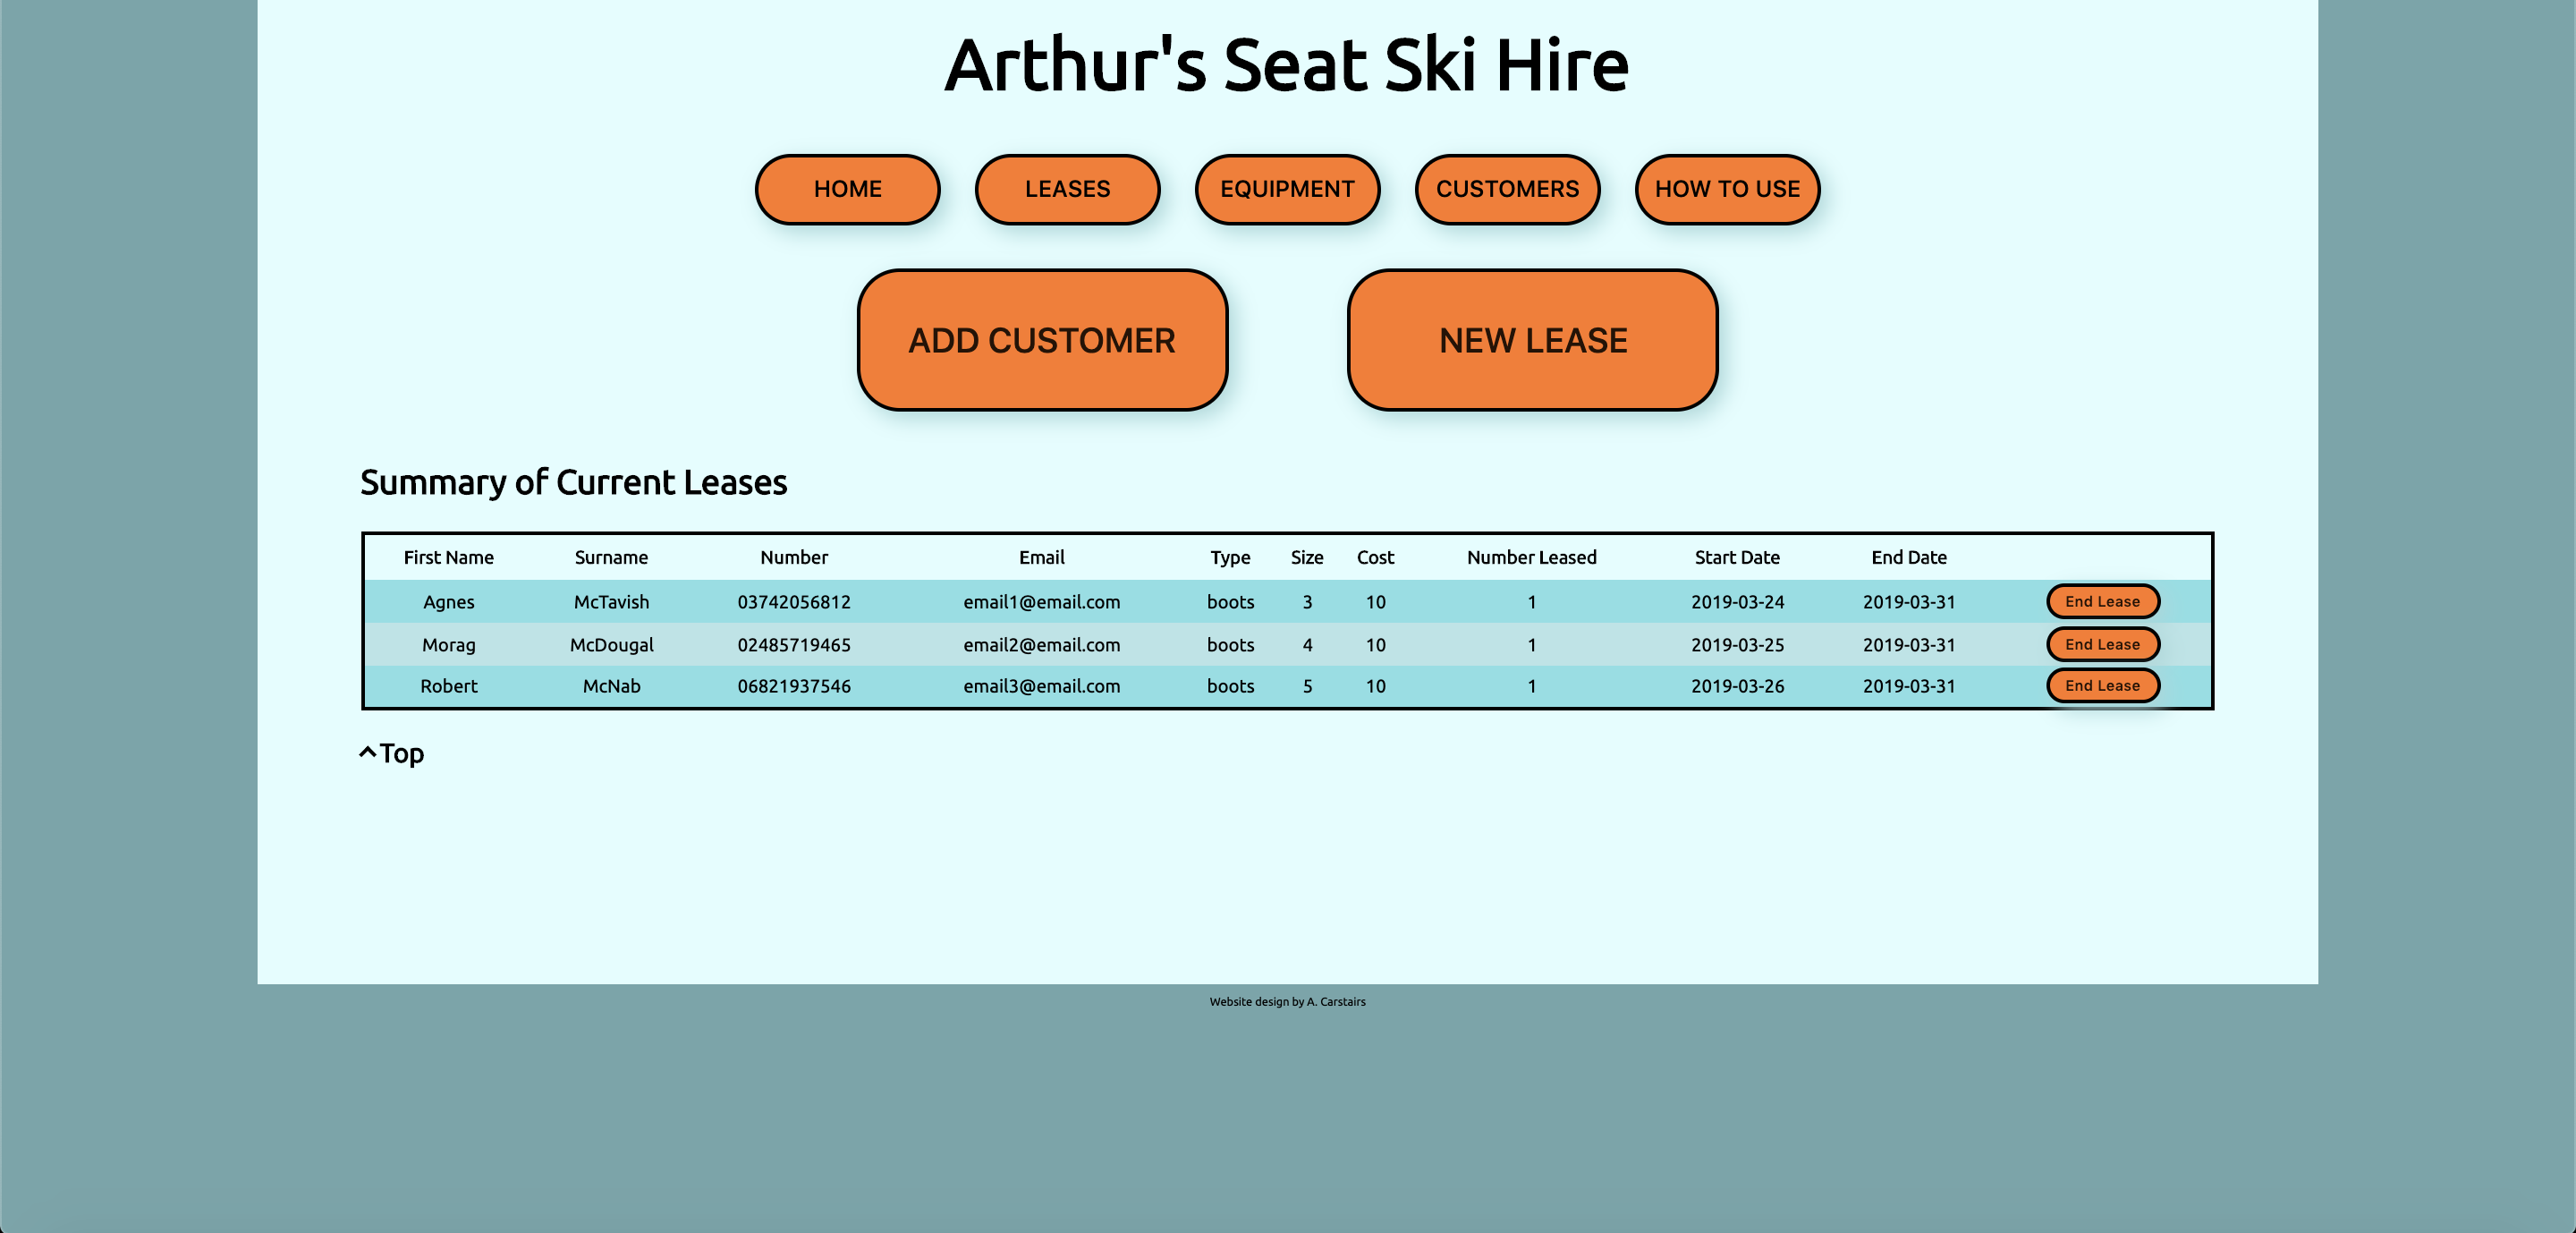 Arthur's Seat Ski Hire
HOME LEASES EQUIPMENT CUSTOMERS HOW TO USE
ADD CUSTOMER NEW LEASE
Summary of Current Leases
First Name Surname Number Email Type Size Cost Number Leased Start Date End Date
Agnes McTavish 03742056812 email1@email.com boots 3 10 1 2019-03-24 2019-03-31 End Lease
Morag McDougal 02485719465 email2@email.com boots 4 10 1 2019-03-25 2019-03-31 End Lease
Robert McNab 06821937546 email3@email.com boots 5 10 1 2019-03-26 2019-03-31 End Lease
Top
Website design by A. Carstairs